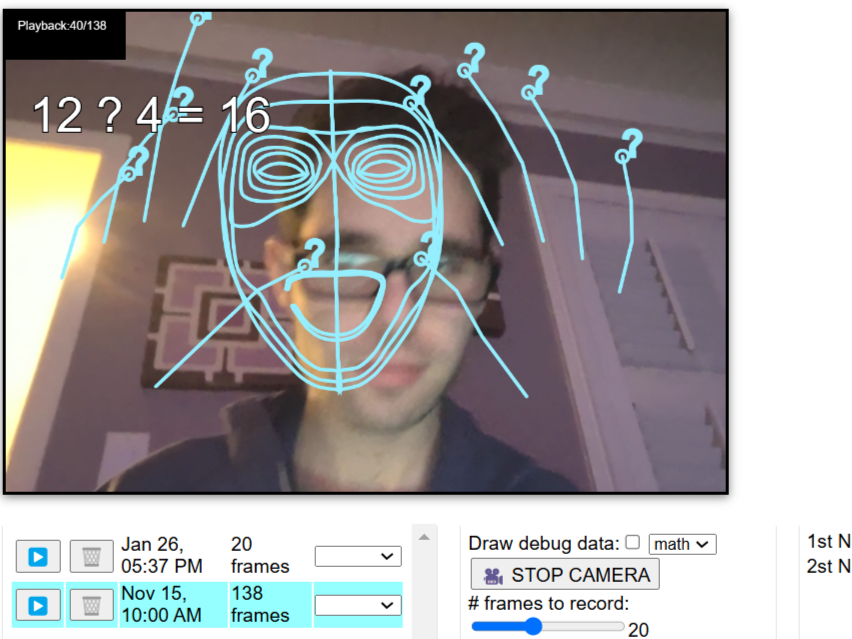 Playback:40/138
?
?
?
?
?
?
?
?
?
?
12 ? 4 = 16
Jan 26, 05:37 PM
20 frames
Nov 15, 10:00 AM
138 frames
Draw debug data:
math
STOP CAMERA
# frames to record:
20
1st N
2st N